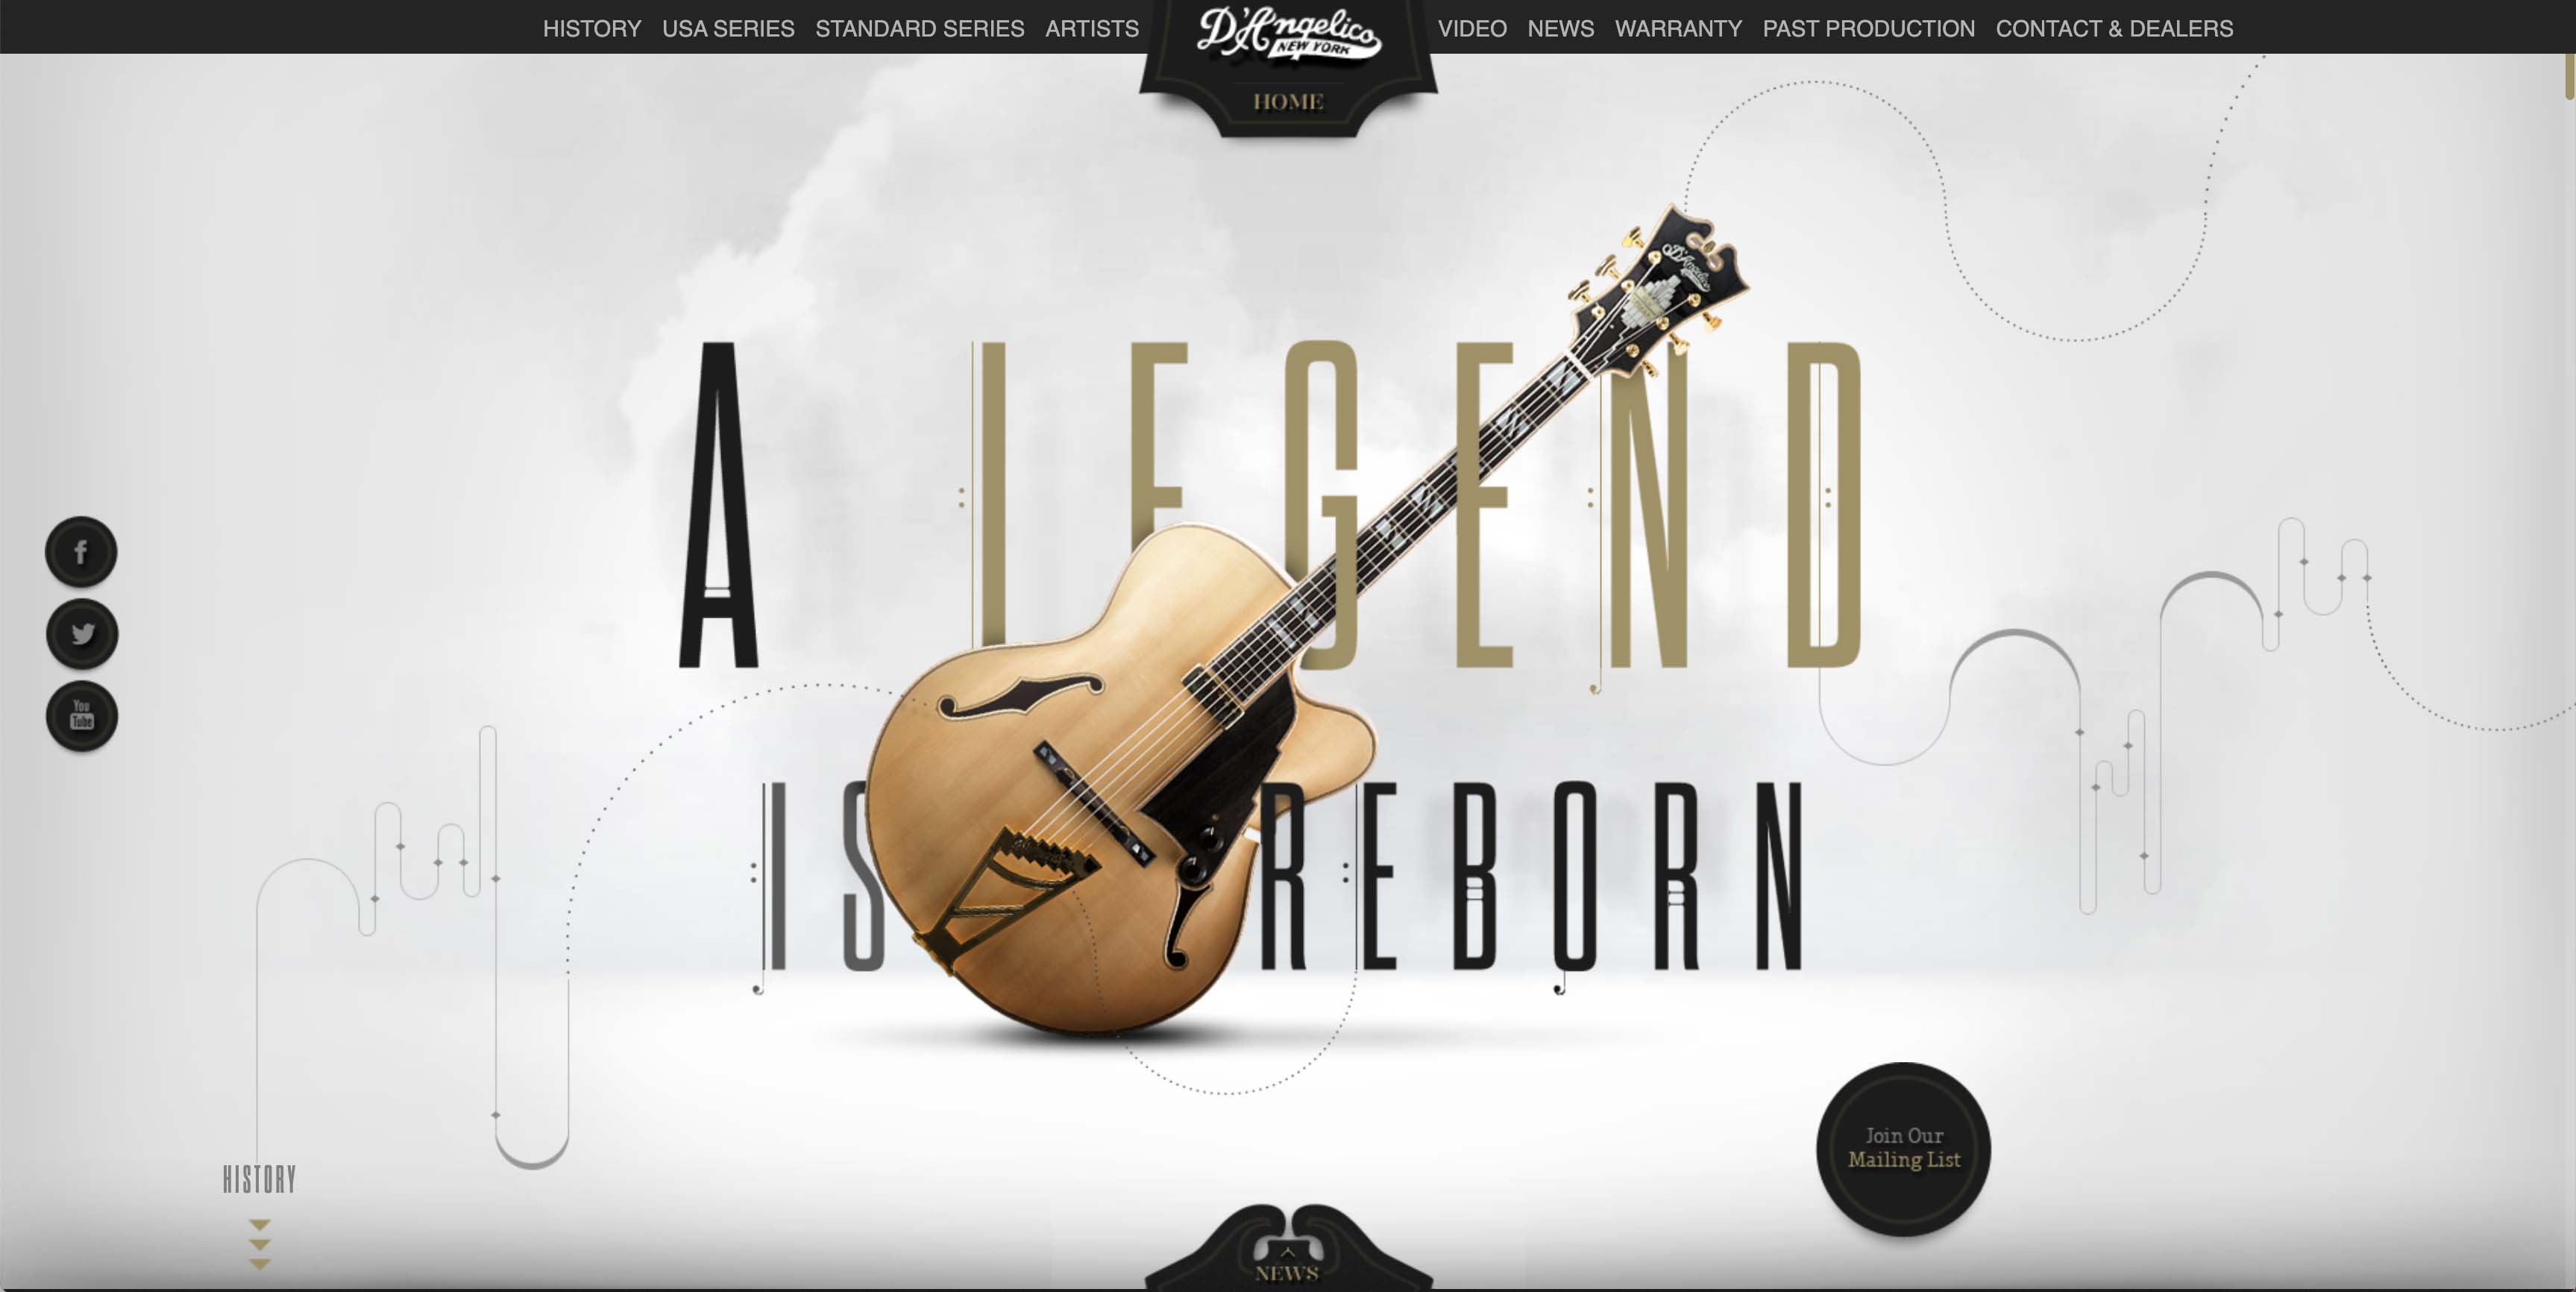 HISTORY USA SERIES STANDARD SERIES ARTISTS
D'Angelico
NEW YORK
HOME
VIDEO NEWS WARRANTY PAST PRODUCTION CONTACT & DEALERS
D'Angelico
A LEGEND
IS REBORN
f
You
Tube
HISTORY
Join Our
Mailing List
NEWS